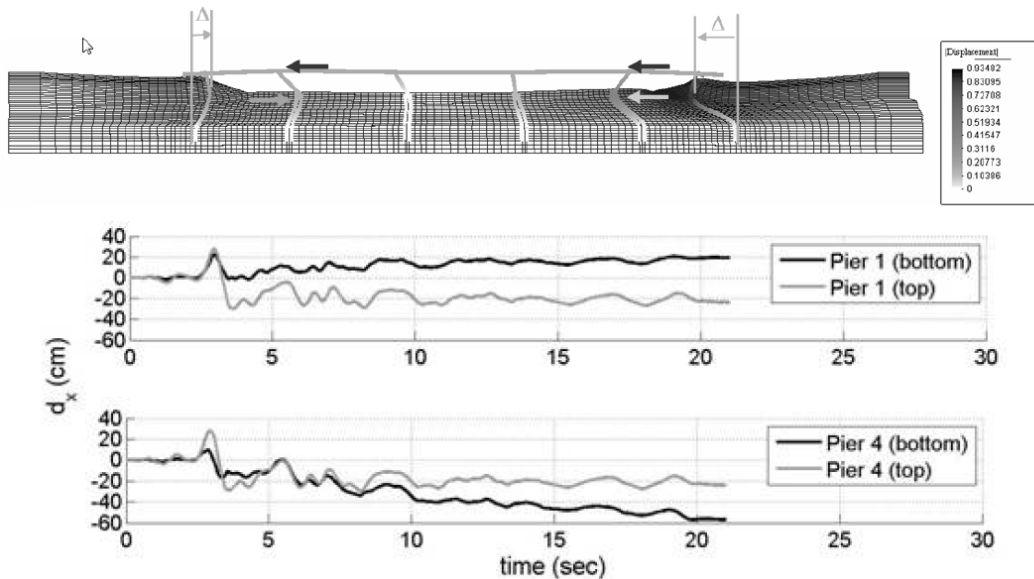 Δ
Δ
|Displacement|
0.93482
0.83095
0.72708
0.62321
0.51934
0.41547
0.3116
0.20773
0.10386
0
40
20
0
-20
-40
-60
Pier 1 (bottom)
Pier 1 (top)
0 5 10 15 20 25 30
d_x (cm)
40
20
0
-20
-40
-60
Pier 4 (bottom)
Pier 4 (top)
0 5 10 15 20 25 30
time (sec)